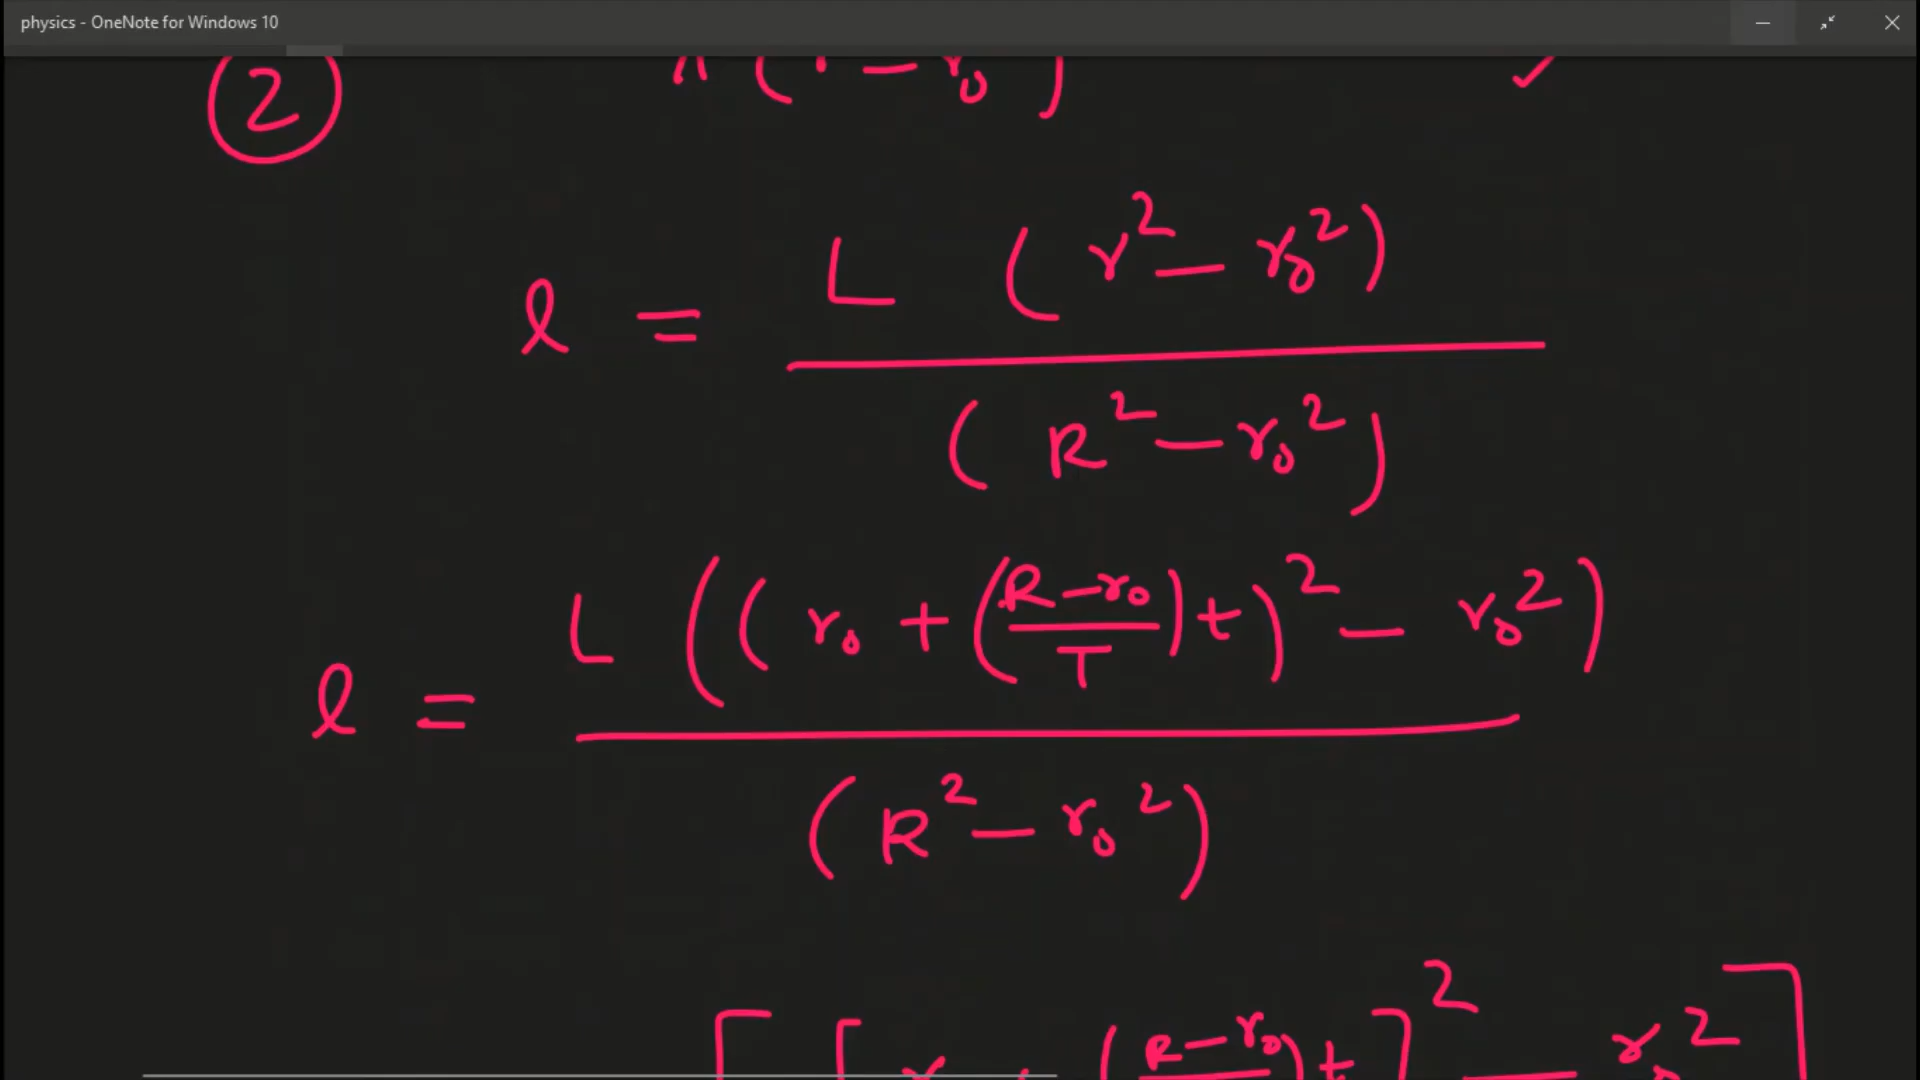 physics - OneNote for Windows 10
2
l = L (r² - r₀²) / (R² - r₀²)
l = L ((r₀ + ((R - r₀)/T) t)² - r₀²) / (R² - r₀²)